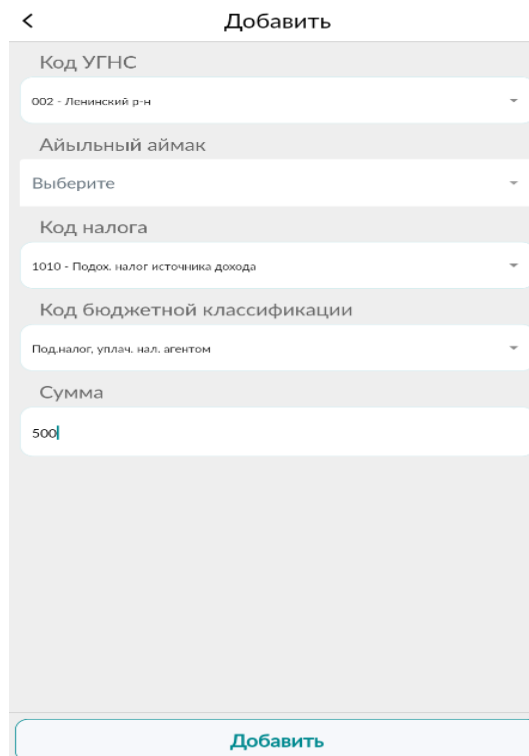 Добавить
Код УГНС
002 - Ленинский р-н
Айыльный аймак
Выберите
Код налога
1010 - Подох. налог источника дохода
Код бюджетной классификации
Под.налог, уплач. нал. агентом
Сумма
500
Добавить